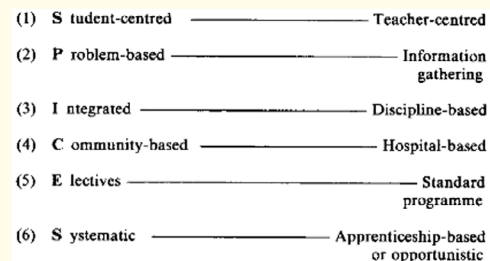 (1) S tudent-centred Teacher-centred
(2) P roblem-based Information
gathering
(3) I ntegrated Discipline-based
(4) C ommunity-based Hospital-based
(5) E lectives Standard
programme
(6) S ystematic Apprenticeship-based
or opportunistic